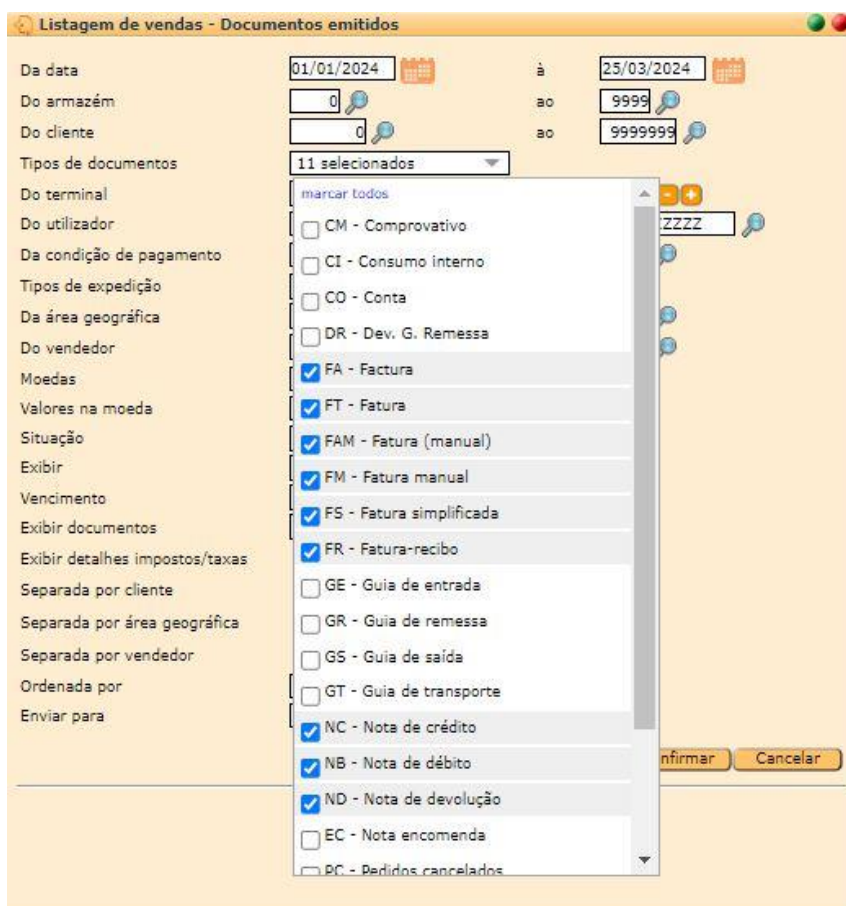 Listagem de vendas - Documentos emitidos
Da data 01/01/2024 à 25/03/2024
Do armazém 0 ao 9999
Do cliente 0 ao 9999999
Tipos de documentos 11 selecionados
Do terminal marcar todos - +
Do utilizador CM - Comprovativo ZZZZ
Da condição de pagamento CI - Consumo interno
Tipos de expedição CO - Conta
Da área geográfica DR - Dev. G. Remessa
Do vendedor
Moedas FA - Factura
Valores na moeda FT - Fatura
Situação FAM - Fatura (manual)
Exibir FM - Fatura manual
Vencimento
Exibir documentos FS - Fatura simplificada
Exibir detalhes impostos/taxas FR - Fatura-recibo
Separada por cliente GE - Guia de entrada
Separada por área geográfica GR - Guia de remessa
Separada por vendedor GS - Guia de saída
Ordenada por GT - Guia de transporte
Enviar para NC - Nota de crédito
NB - Nota de débito nfirmar Cancelar
ND - Nota de devolução
EC - Nota encomenda
PC - Pedidos cancelados